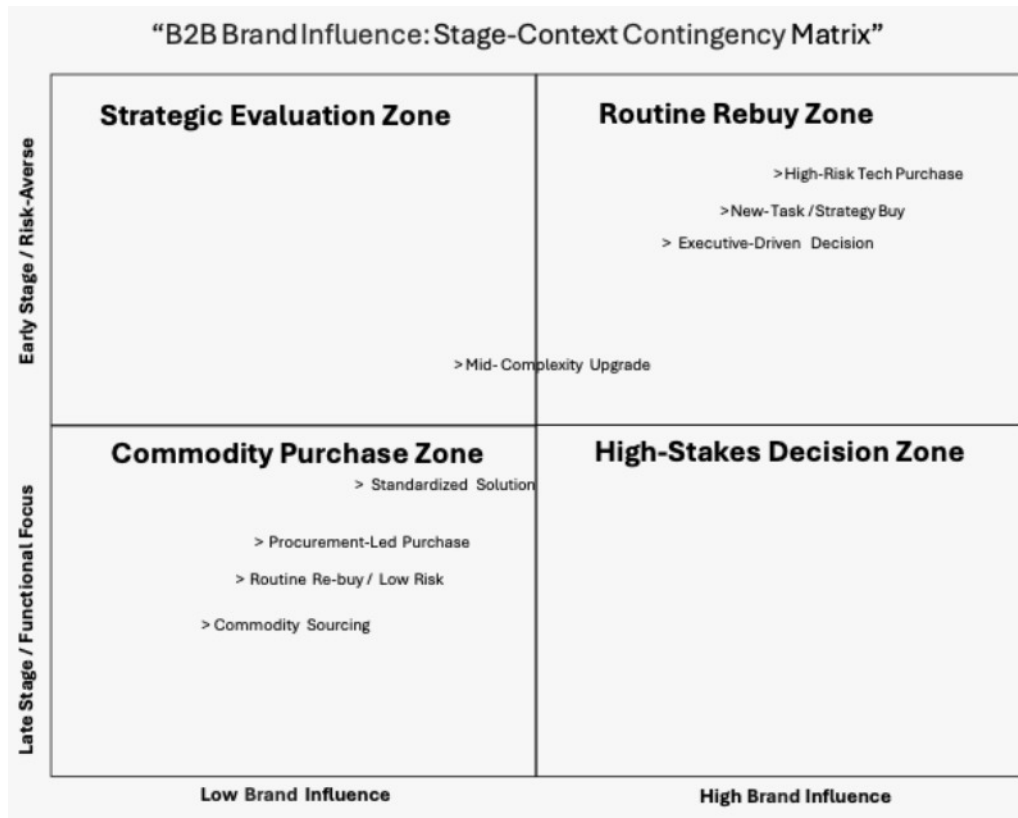 “B2B Brand Influence: Stage-Context Contingency Matrix”
Early Stage / Risk-Averse
Strategic Evaluation Zone
Routine Rebuy Zone
>High-Risk Tech Purchase
>New-Task /Strategy Buy
> Executive-Driven Decision
>Mid- Complexity Upgrade
Late Stage / Functional Focus
Commodity Purchase Zone
> Standardized Solution
> Procurement-Led Purchase
> Routine Re-buy / Low Risk
> Commodity Sourcing
High-Stakes Decision Zone
Low Brand Influence
High Brand Influence